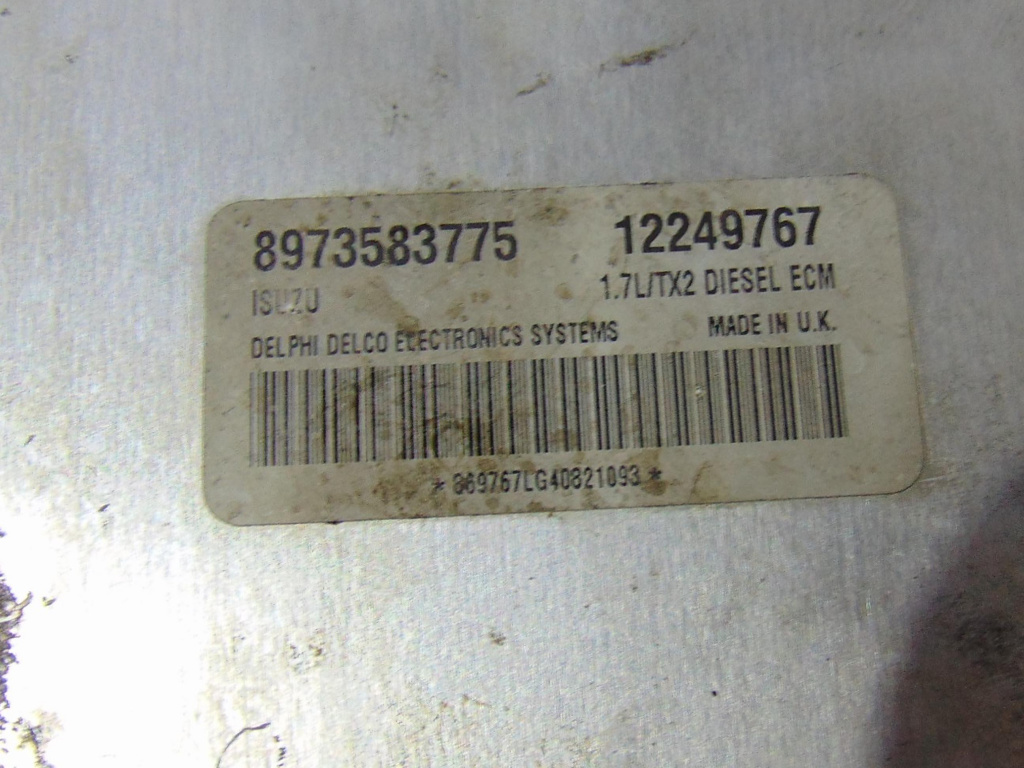 8973583775 12249767
ISUZU 1.7L/TX2 DIESEL ECM
DELPHI DELCO ELECTRONICS SYSTEMS MADE IN U.K.
*869767LG40821093*